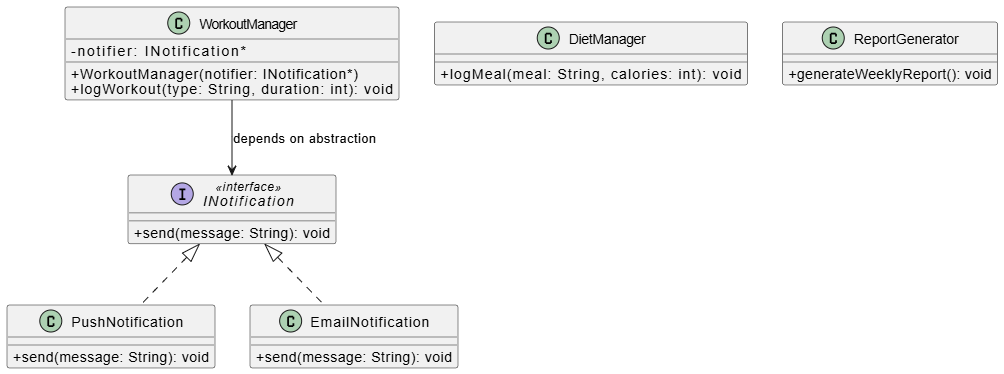 C WorkoutManager
-notifier: INotification*
+WorkoutManager(notifier: INotification*)
+logWorkout(type: String, duration: int): void
C DietManager
+logMeal(meal: String, calories: int): void
C ReportGenerator
+generateWeeklyReport(): void
depends on abstraction
«interface»
I INotification
+send(message: String): void
C PushNotification
+send(message: String): void
C EmailNotification
+send(message: String): void